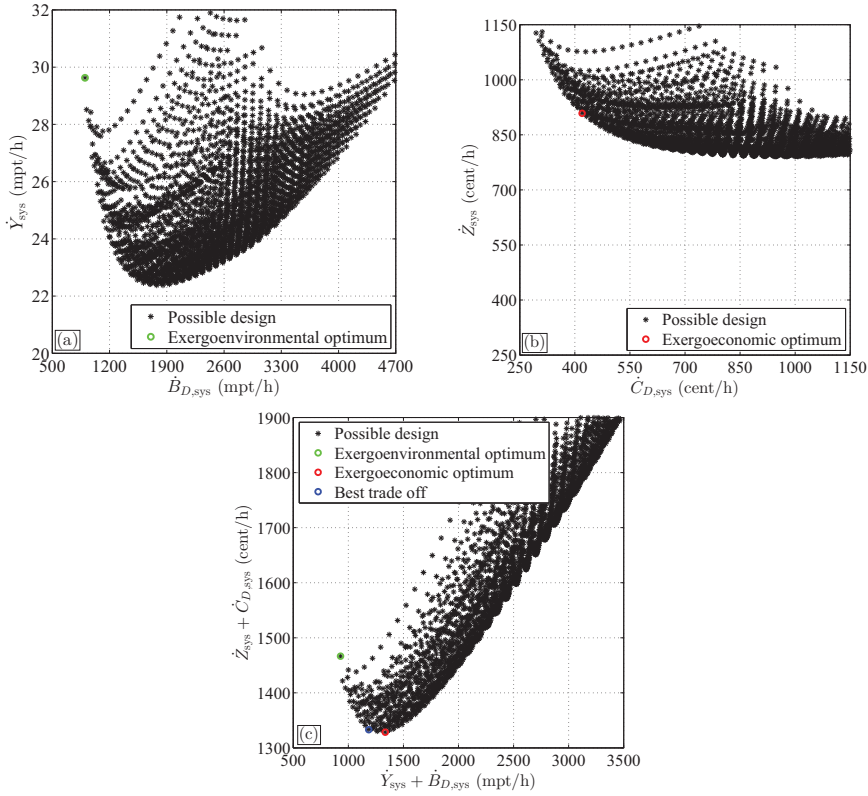 32
30
28
26
24
22
20
Ẏsys (mpt/h)
Possible design
Exergoenvironmental optimum
(a)
500 1200 1900 2600 3300 4000 4700
ḂD,sys (mpt/h)
1150
1000
850
700
550
400
250
Żsys (cent/h)
Possible design
Exergoeconomic optimum
(b)
250 400 550 700 850 1000 1150
ĊD,sys (cent/h)
1900
1800
1700
1600
1500
1400
1300
Żsys + ĊD,sys (cent/h)
Possible design
Exergoenvironmental optimum
Exergoeconomic optimum
Best trade off
(c)
500 1000 1500 2000 2500 3000 3500
Ẏsys + ḂD,sys (mpt/h)